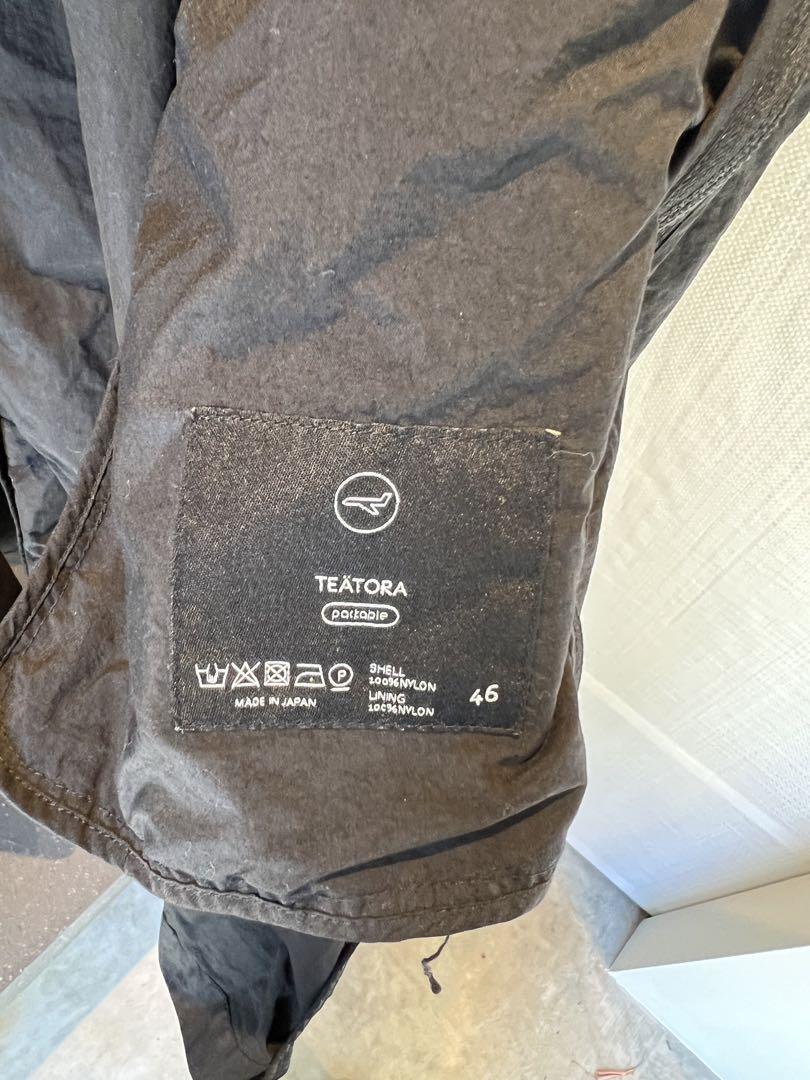 TEÄTORA
packable
P
SHELL
100%NYLON
LINING
100%NYLON
MADE IN JAPAN
46